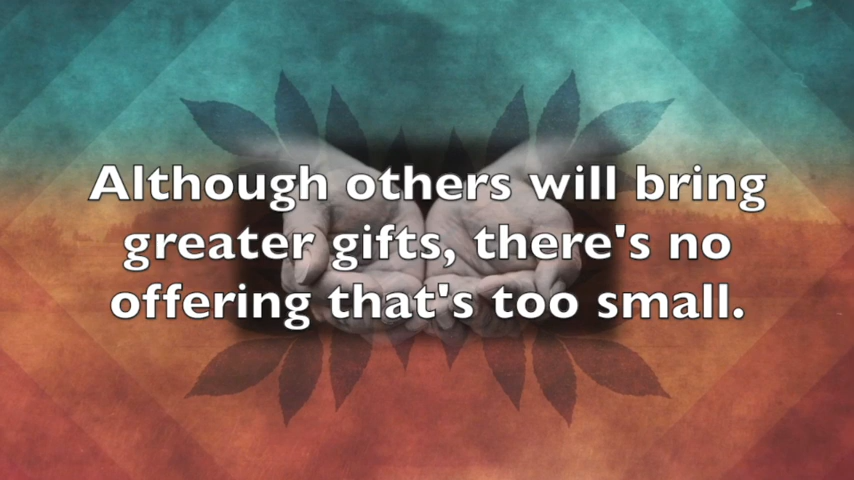 Although others will bring
greater gifts, there's no
offering that's too small.